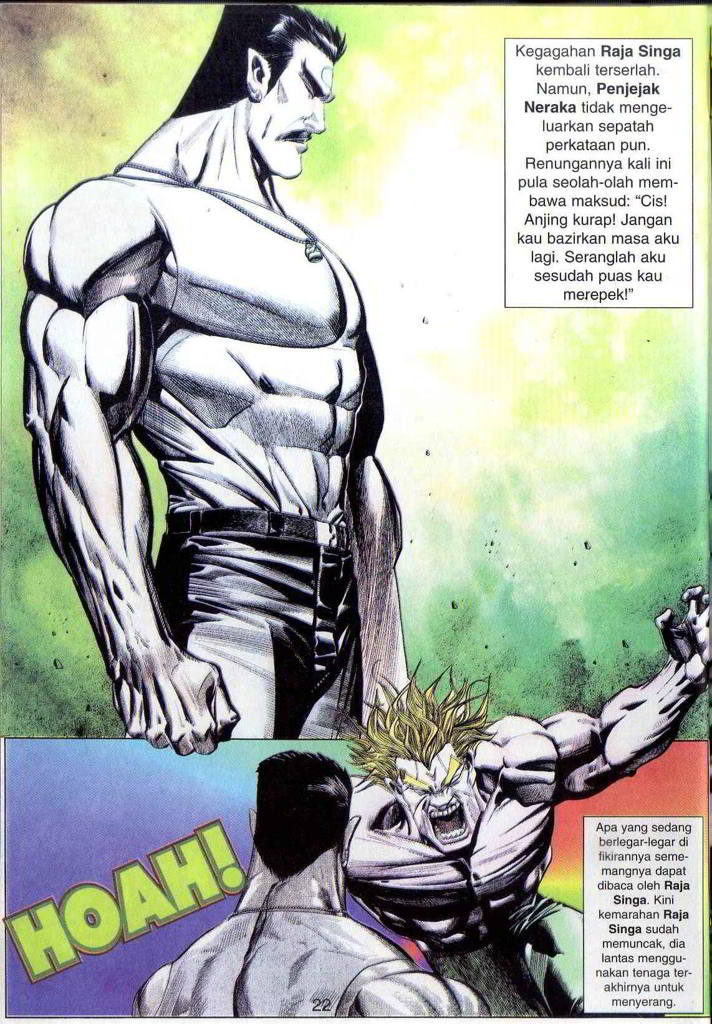 Kegagahan Raja Singa
kembali terserlah.
Namun, Penjejak
Neraka tidak menge-
luarkan sepatah
perkataan pun.
Renungannya kali ini
pula seolah-olah mem-
bawa maksud: “Cis!
Anjing kurap! Jangan
kau bazirkan masa aku
lagi. Seranglah aku
sesudah puas kau
merepek!”
HOAH!
Apa yang sedang
berlegar-legar di
fikirannya seme-
mangnya dapat
dibaca oleh Raja
Singa. Kini
kemarahan Raja
Singa sudah
memuncak, dia
lantas menggu-
nakan tenaga ter-
akhirnya untuk
menyerang.
22